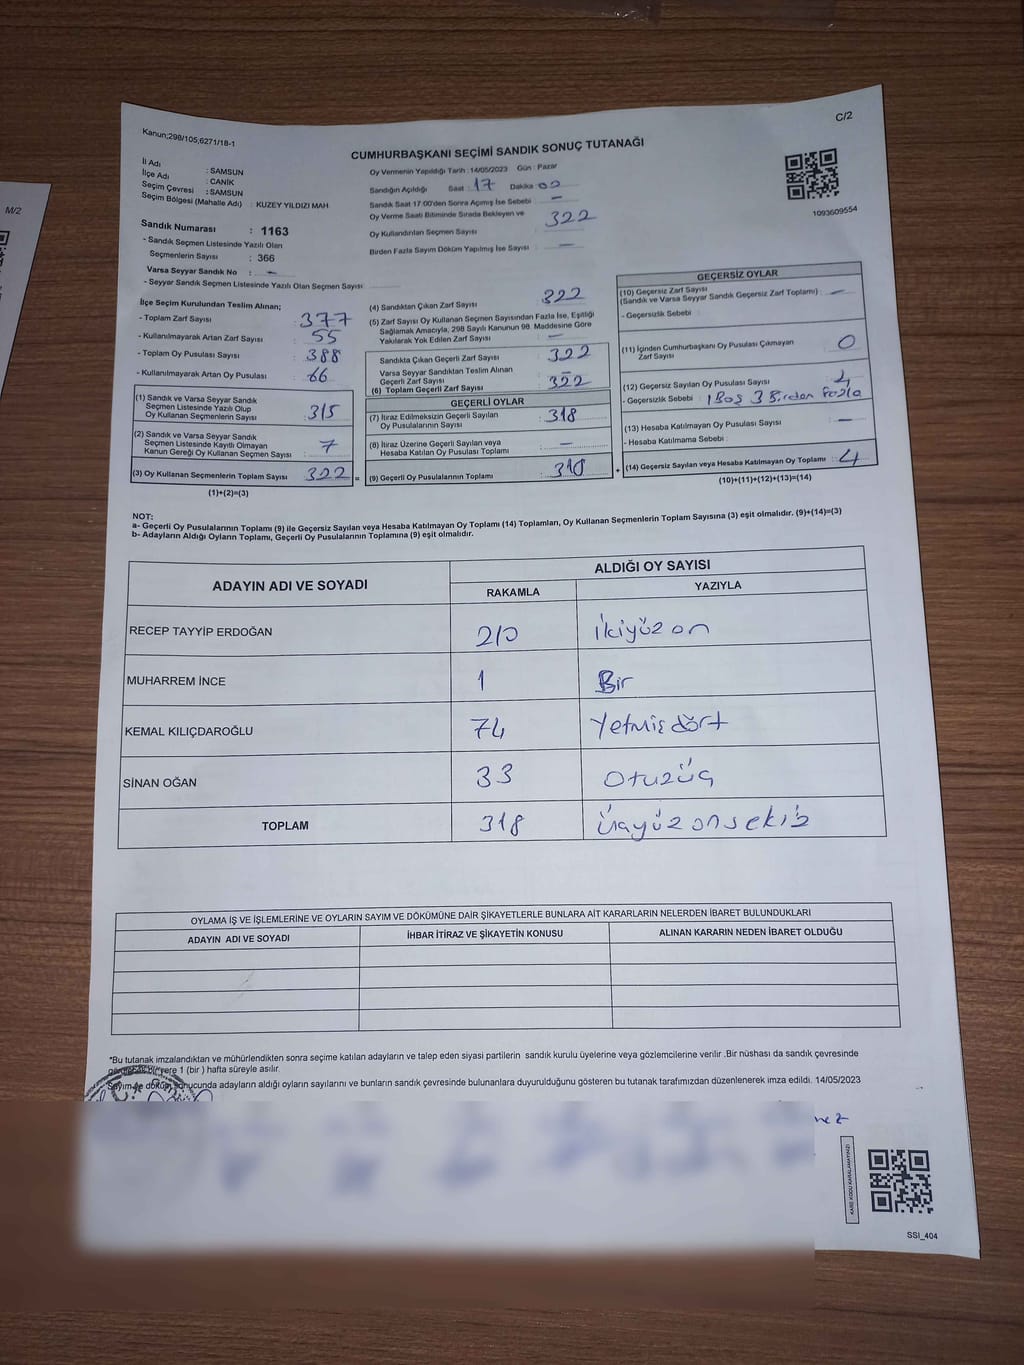 Kanun;298/105,6271/18-1
C/2
CUMHURBAŞKANI SEÇİMİ SANDIK SONUÇ TUTANAĞI
M/2
İl Adı : SAMSUN
İlçe Adı : CANİK
Seçim Çevresi : SAMSUN
Seçim Bölgesi (Mahalle Adı) : KUZEY YILDIZI MAH
Sandık Numarası : 1163
- Sandık Seçmen Listesinde Yazılı Olan
Seçmenlerin Sayısı : 366
Varsa Seyyar Sandık No : -
- Seyyar Sandık Seçmen Listesinde Yazılı Olan Seçmen Sayısı
Oy Vermenin Yapıldığı Tarih : 14/05/2023 Gün : Pazar
Sandığın Açıldığı Saat : 17 Dakika 00
Sandık Saat 17.00'den Sonra Açılmış İse Sebebi -
Oy Verme Saati Bitiminde Sırada Bekleyen ve
Oy Kullandırılan Seçmen Sayısı 322
Birden Fazla Sayım Döküm Yapılmış İse Sayısı -
1093609554
İlçe Seçim Kurulundan Teslim Alınan;
- Toplam Zarf Sayısı : 377
- Kullanılmayarak Artan Zarf Sayısı : 55
- Toplam Oy Pusulası Sayısı : 388
- Kullanılmayarak Artan Oy Pusulası : 66
(1) Sandık ve Varsa Seyyar Sandık
Seçmen Listesinde Yazılı Olup
Oy Kullanan Seçmenlerin Sayısı : 315
(2) Sandık ve Varsa Seyyar Sandık
Seçmen Listesinde Kayıtlı Olmayan
Kanun Gereği Oy Kullanan Seçmen Sayısı : 7
(3) Oy Kullanan Seçmenlerin Toplam Sayısı : 322
(1)+(2)=(3)
(4) Sandıktan Çıkan Zarf Sayısı : 322
(5) Zarf Sayısı Oy Kullanan Seçmen Sayısından Fazla İse, Eşitliği
Sağlamak Amacıyla, 298 Sayılı Kanunun 98. Maddesine Göre
Yakılarak Yok Edilen Zarf Sayısı : -
Sandıkta Çıkan Geçerli Zarf Sayısı : 322
Varsa Seyyar Sandıktan Teslim Alınan
Geçerli Zarf Sayısı : -
(6) Toplam Geçerli Zarf Sayısı : 322
GEÇERLİ OYLAR
(7) İtiraz Edilmeksizin Geçerli Sayılan
Oy Pusulalarının Sayısı : 318
(8) İtiraz Üzerine Geçerli Sayılan veya
Hesaba Katılan Oy Pusulası Toplamı : -
= (9) Geçerli Oy Pusulalarının Toplamı : 318 +
GEÇERSİZ OYLAR
(10) Geçersiz Zarf Sayısı
(Sandık ve Varsa Seyyar Sandık Geçersiz Zarf Toplamı) : -
- Geçersizlik Sebebi :
(11) İçinden Cumhurbaşkanı Oy Pusulası Çıkmayan
Zarf Sayısı : 0
(12) Geçersiz Sayılan Oy Pusulası Sayısı : 4
- Geçersizlik Sebebi : 1 Boş 3 Birden fazla
(13) Hesaba Katılmayan Oy Pusulası Sayısı : -
- Hesaba Katılmama Sebebi :
(14) Geçersiz Sayılan veya Hesaba Katılmayan Oy Toplamı : 4
(10)+(11)+(12)+(13)=(14)
NOT:
a- Geçerli Oy Pusulalarının Toplamı (9) ile Geçersiz Sayılan veya Hesaba Katılmayan Oy Toplamı (14) Toplamları, Oy Kullanan Seçmenlerin Toplam Sayısına (3) eşit olmalıdır. (9)+(14)=(3)
b- Adayların Aldığı Oyların Toplamı, Geçerli Oy Pusulalarının Toplamına (9) eşit olmalıdır.
ADAYIN ADI VE SOYADI
ALDIĞI OY SAYISI
RAKAMLA YAZIYLA
RECEP TAYYİP ERDOĞAN 210 ikiyüz on
MUHARREM İNCE 1 Bir
KEMAL KILIÇDAROĞLU 74 Yetmiş dört
SİNAN OĞAN 33 Otuzüç
TOPLAM 318 üçyüz onsekiz
OYLAMA İŞ VE İŞLEMLERİNE VE OYLARIN SAYIM VE DÖKÜMÜNE DAİR ŞİKAYETLERLE BUNLARA AİT KARARLARIN NELERDEN İBARET BULUNDUKLARI
ADAYIN ADI VE SOYADI İHBAR İTİRAZ VE ŞİKAYETİN KONUSU ALINAN KARARIN NEDEN İBARET OLDUĞU
*Bu tutanak imzalandıktan ve mühürlendikten sonra seçime katılan adayların ve talep eden siyasi partilerin sandık kurulu üyelerine veya gözlemcilerine verilir .Bir nüshası da sandık çevresinde
bir yere 1 (bir ) hafta süreyle asılır.
Sayım ve döküm sonucunda adayların aldığı oyların sayılarını ve bunların sandık çevresinde bulunanlara duyurulduğunu gösteren bu tutanak tarafımızdan düzenlenerek imza edildi. 14/05/2023
KARE KODU KARALAMAYINIZ!
SSI_404